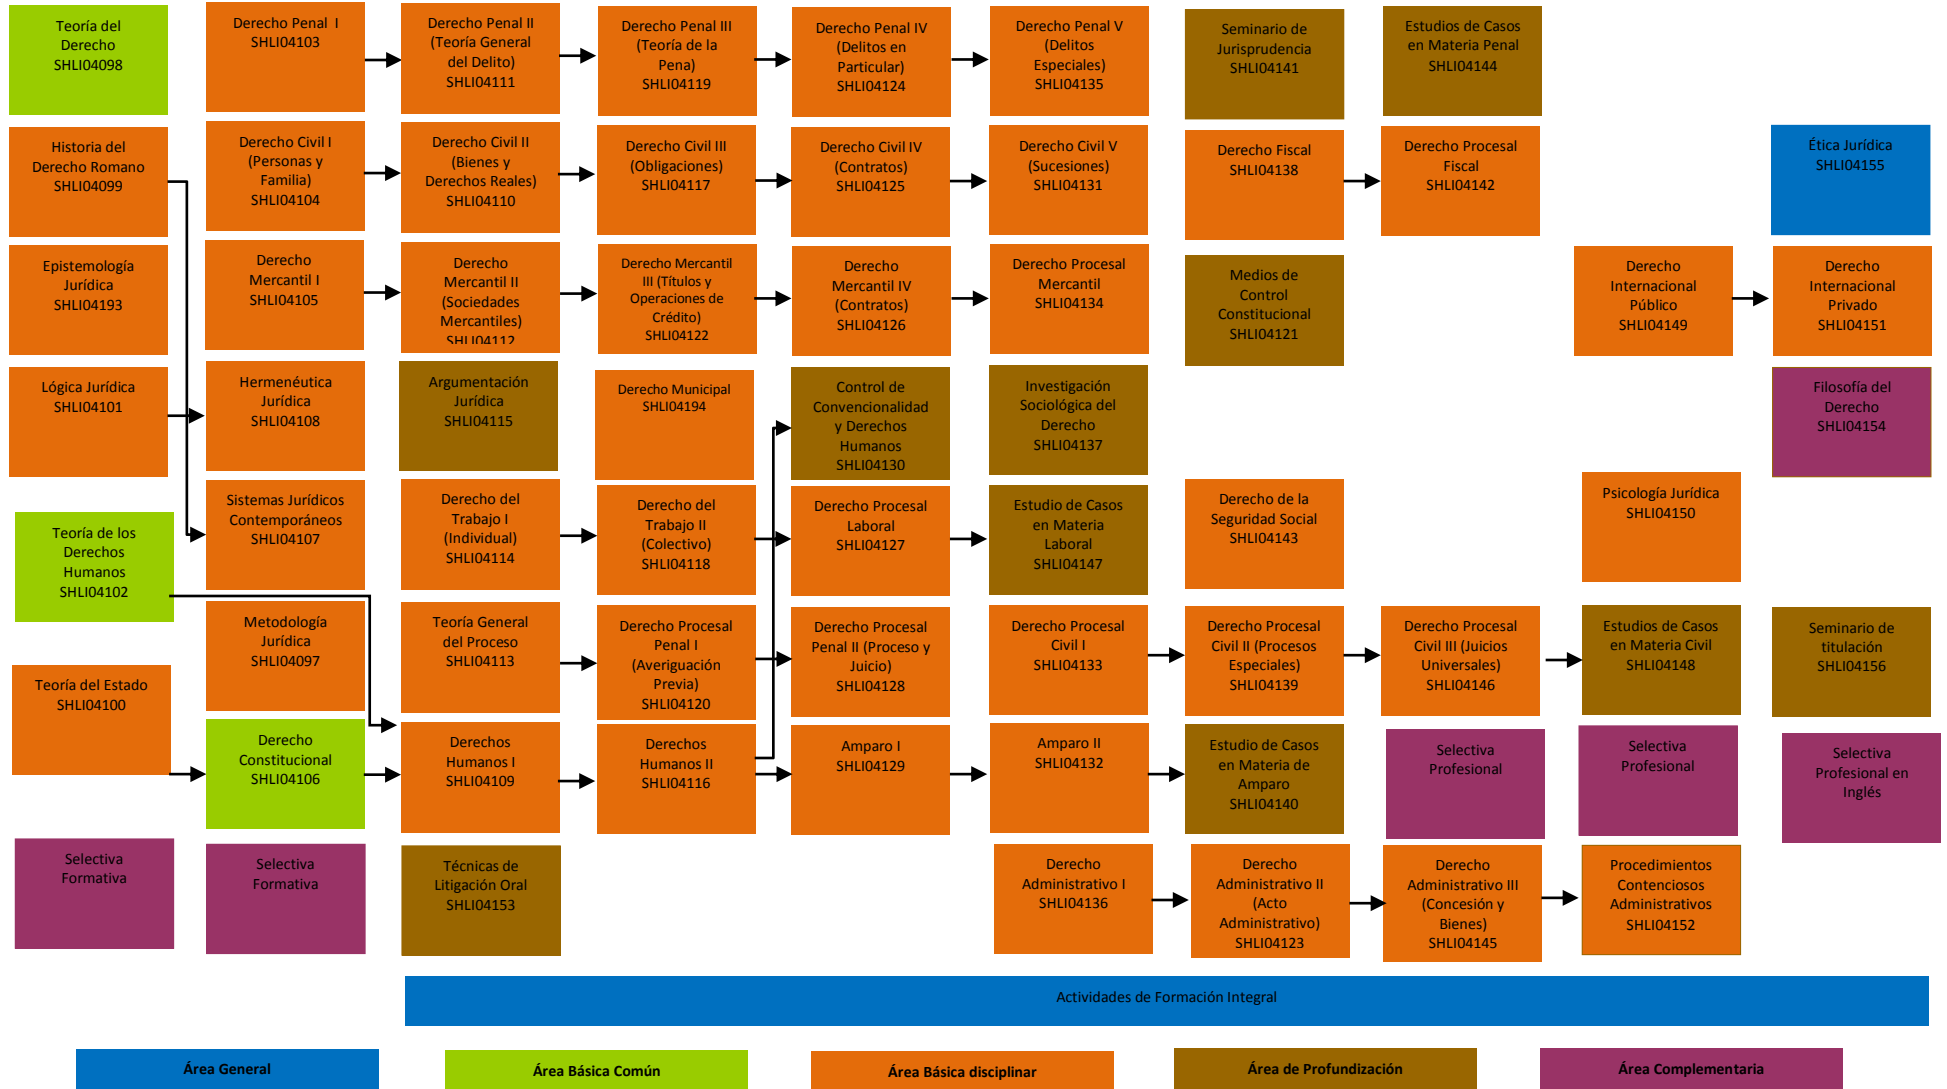 Teoría del
Derecho
SHLI04098
Derecho Penal I
SHLI04103
Derecho Penal II
(Teoría General
del Delito)
SHLI04111
Derecho Penal III
(Teoría de la
Pena)
SHLI04119
Derecho Penal IV
(Delitos en
Particular)
SHLI04124
Derecho Penal V
(Delitos
Especiales)
SHLI04135
Seminario de
Jurisprudencia
SHLI04141
Estudios de Casos
en Materia Penal
SHLI04144
Historia del
Derecho Romano
SHLI04099
Derecho Civil I
(Personas y
Familia)
SHLI04104
Derecho Civil II
(Bienes y
Derechos Reales)
SHLI04110
Derecho Civil III
(Obligaciones)
SHLI04117
Derecho Civil IV
(Contratos)
SHLI04125
Derecho Civil V
(Sucesiones)
SHLI04131
Derecho Fiscal
SHLI04138
Derecho Procesal
Fiscal
SHLI04142
Ética Jurídica
SHLI04155
Epistemología
Jurídica
SHLI04193
Derecho
Mercantil I
SHLI04105
Derecho
Mercantil II
(Sociedades
Mercantiles)
SHLI04112
Derecho Mercantil
III (Títulos y
Operaciones de
Crédito)
SHLI04122
Derecho
Mercantil IV
(Contratos)
SHLI04126
Derecho Procesal
Mercantil
SHLI04134
Medios de
Control
Constitucional
SHLI04121
Derecho
Internacional
Público
SHLI04149
Derecho
Internacional
Privado
SHLI04151
Lógica Jurídica
SHLI04101
Hermenéutica
Jurídica
SHLI04108
Argumentación
Jurídica
SHLI04115
Derecho Municipal
SHLI04194
Control de
Convencionalidad
y Derechos
Humanos
SHLI04130
Investigación
Sociológica del
Derecho
SHLI04137
Filosofía del
Derecho
SHLI04154
Teoría de los
Derechos
Humanos
SHLI04102
Sistemas Jurídicos
Contemporáneos
SHLI04107
Derecho del
Trabajo I
(Individual)
SHLI04114
Derecho del
Trabajo II
(Colectivo)
SHLI04118
Derecho Procesal
Laboral
SHLI04127
Estudio de Casos
en Materia
Laboral
SHLI04147
Derecho de la
Seguridad Social
SHLI04143
Psicología Jurídica
SHLI04150
Metodología
Jurídica
SHLI04097
Teoría General
del Proceso
SHLI04113
Derecho Procesal
Penal I
(Averiguación
Previa)
SHLI04120
Derecho Procesal
Penal II (Proceso y
Juicio)
SHLI04128
Derecho Procesal
Civil I
SHLI04133
Derecho Procesal
Civil II (Procesos
Especiales)
SHLI04139
Derecho Procesal
Civil III (Juicios
Universales)
SHLI04146
Estudios de Casos
en Materia Civil
SHLI04148
Seminario de
titulación
SHLI04156
Teoría del Estado
SHLI04100
Derecho
Constitucional
SHLI04106
Derechos
Humanos I
SHLI04109
Derechos
Humanos II
SHLI04116
Amparo I
SHLI04129
Amparo II
SHLI04132
Estudio de Casos
en Materia de
Amparo
SHLI04140
Selectiva
Profesional
Selectiva
Profesional
Selectiva
Profesional en
Inglés
Selectiva
Formativa
Selectiva
Formativa
Técnicas de
Litigación Oral
SHLI04153
Derecho
Administrativo I
SHLI04136
Derecho
Administrativo II
(Acto
Administrativo)
SHLI04123
Derecho
Administrativo III
(Concesión y
Bienes)
SHLI04145
Procedimientos
Contenciosos
Administrativos
SHLI04152
Actividades de Formación Integral
Área General
Área Básica Común
Área Básica disciplinar
Área de Profundización
Área Complementaria